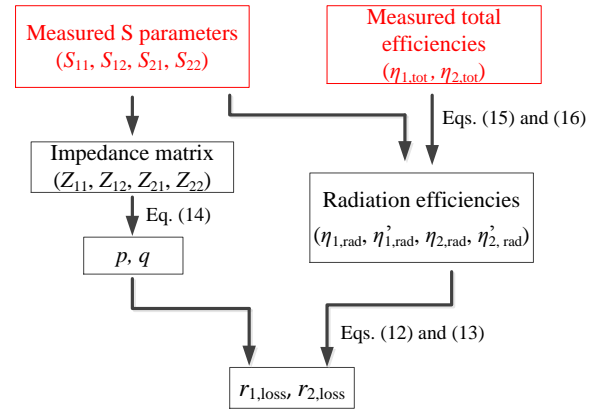 Measured S parameters
(S11, S12, S21, S22)
Measured total
efficiencies
(η1,tot , η2,tot)
Eqs. (15) and (16)
Impedance matrix
(Z11, Z12, Z21, Z22)
Radiation efficiencies
(η1,rad, η'1,rad, η2,rad, η'2, rad)
Eq. (14)
p, q
Eqs. (12) and (13)
r1,loss, r2,loss